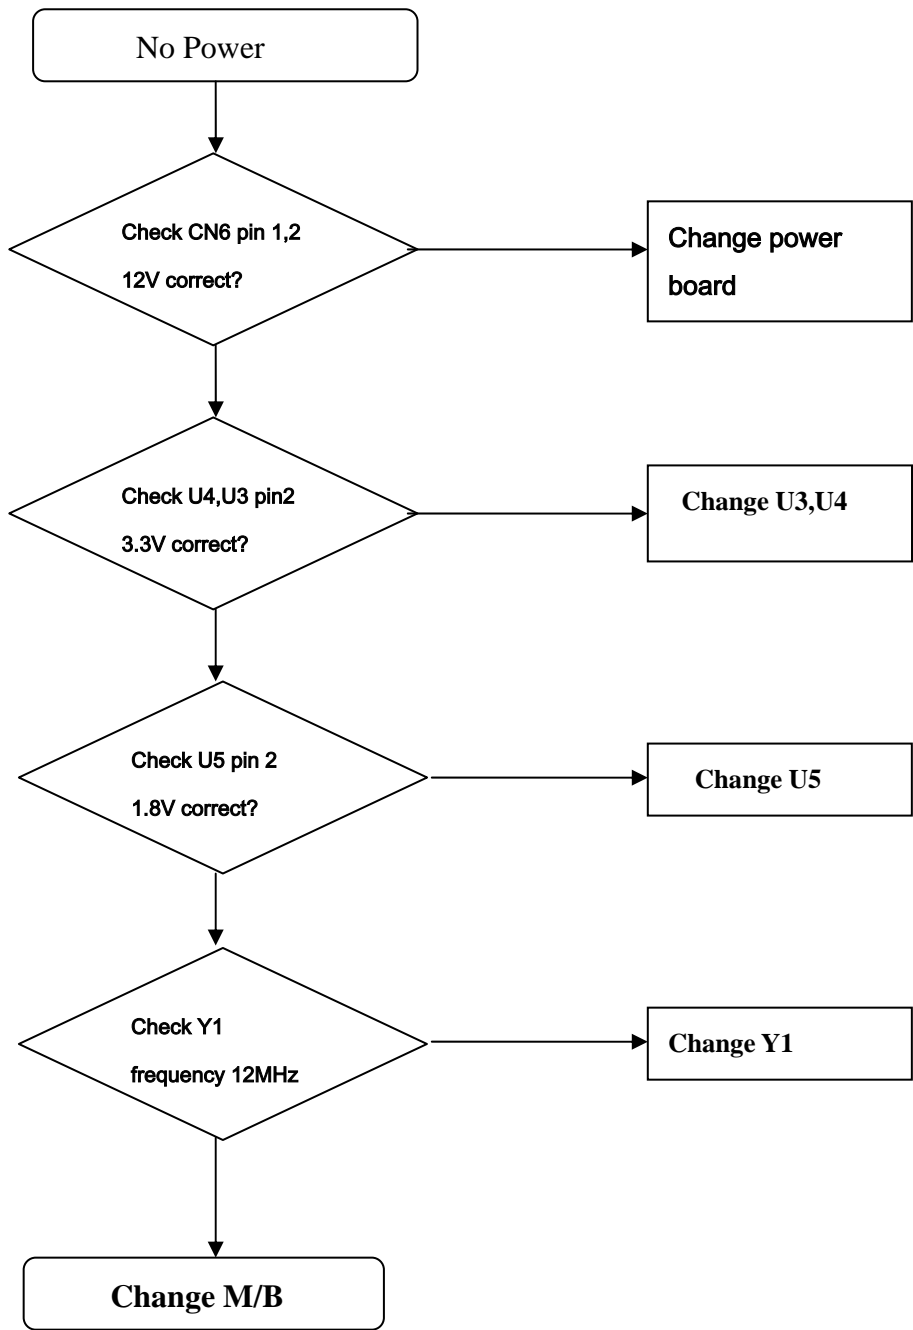 No Power
Check CN6 pin 1,2
12V correct?
Change power
board
Check U4,U3 pin2
3.3V correct?
Change U3,U4
Check U5 pin 2
1.8V correct?
Change U5
Check Y1
frequency 12MHz
Change Y1
Change M/B